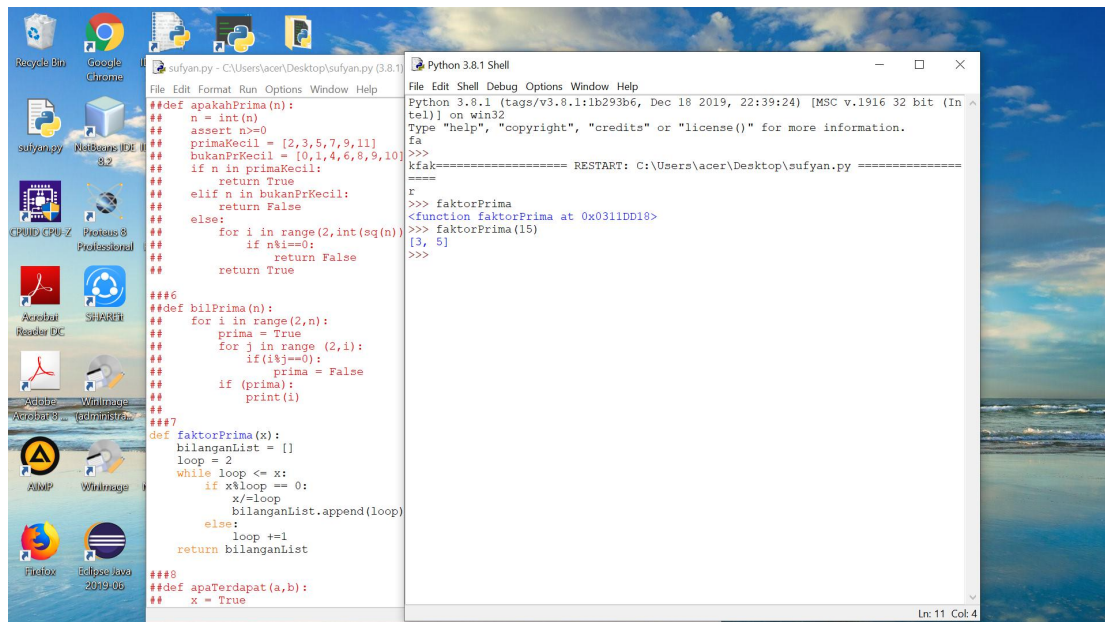 Recycle Bin
Google Chrome
sufyan.py
NetBeans IDE 8.2
CPUID CPU-Z
Proteus 8 Professional
Acrobat Reader DC
SHAREit
Adobe Acrobat 8 ...
WinImage (administra...
AIMP
WinImage
Firefox
Eclipse Java 2019-06
sufyan.py - C:\Users\acer\Desktop\sufyan.py (3.8.1)
File Edit Format Run Options Window Help
##def apakahPrima(n):
##    n = int(n)
##    assert n>=0
##    primaKecil = [2,3,5,7,9,11]
##    bukanPrKecil = [0,1,4,6,8,9,10]
##    if n in primaKecil:
##        return True
##    elif n in bukanPrKecil:
##        return False
##    else:
##        for i in range(2,int(sq(n))
##            if n%i==0:
##                return False
##        return True
###6
##def bilPrima(n):
##    for i in range(2,n):
##        prima = True
##        for j in range (2,i):
##            if(i%j==0):
##                prima = False
##        if (prima):
##            print(i)
##
###7
def faktorPrima(x):
    bilanganList = []
    loop = 2
    while loop <= x:
        if x%loop == 0:
            x/=loop
            bilanganList.append(loop)
        else:
            loop +=1
    return bilanganList
###8
##def apaTerdapat(a,b):
##    x = True
Python 3.8.1 Shell
File Edit Shell Debug Options Window Help
Python 3.8.1 (tags/v3.8.1:1b293b6, Dec 18 2019, 22:39:24) [MSC v.1916 32 bit (In
tel)] on win32
Type "help", "copyright", "credits" or "license()" for more information.
fa
>>>
kfak=================== RESTART: C:\Users\acer\Desktop\sufyan.py ===============
====
r
>>> faktorPrima
<function faktorPrima at 0x0311DD18>
>>> faktorPrima(15)
[3, 5]
>>>
Ln: 11 Col: 4